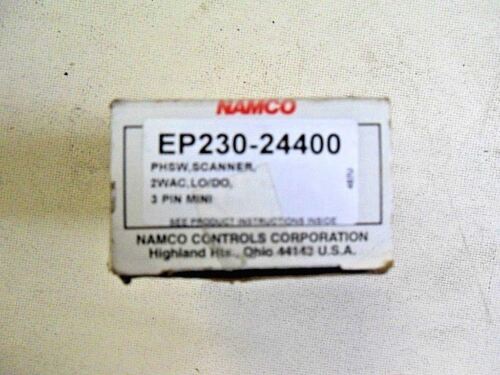 NAMCO
EP230-24400
PHSW,SCANNER,
2WAC,LO/DO,
3 PIN MINI
SEE PRODUCT INSTRUCTIONS INSIDE
NAMCO CONTROLS CORPORATION
Highland Hts., Ohio 44143 U.S.A.